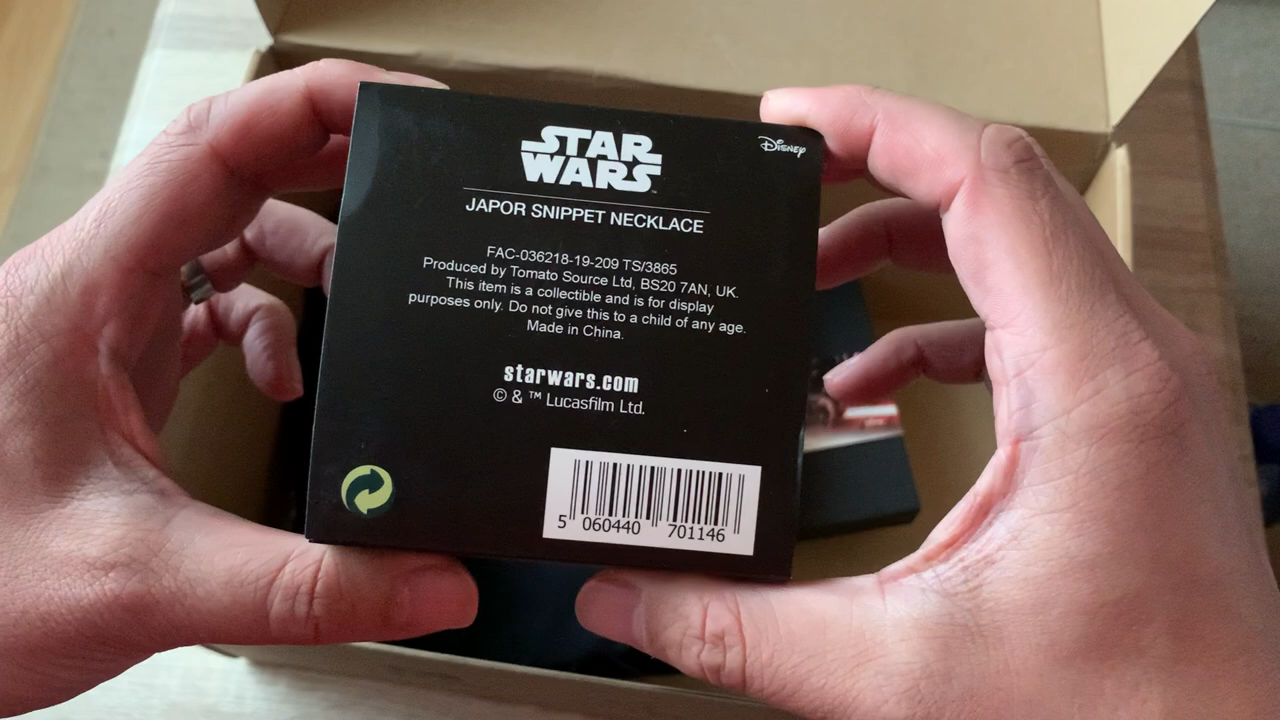 STAR
WARS
Disney
JAPOR SNIPPET NECKLACE
FAC-036218-19-209 TS/3865
Produced by Tomato Source Ltd, BS20 7AN, UK.
This item is a collectible and is for display
purposes only. Do not give this to a child of any age.
Made in China.
starwars.com
© & ™ Lucasfilm Ltd.
5 060440 701146